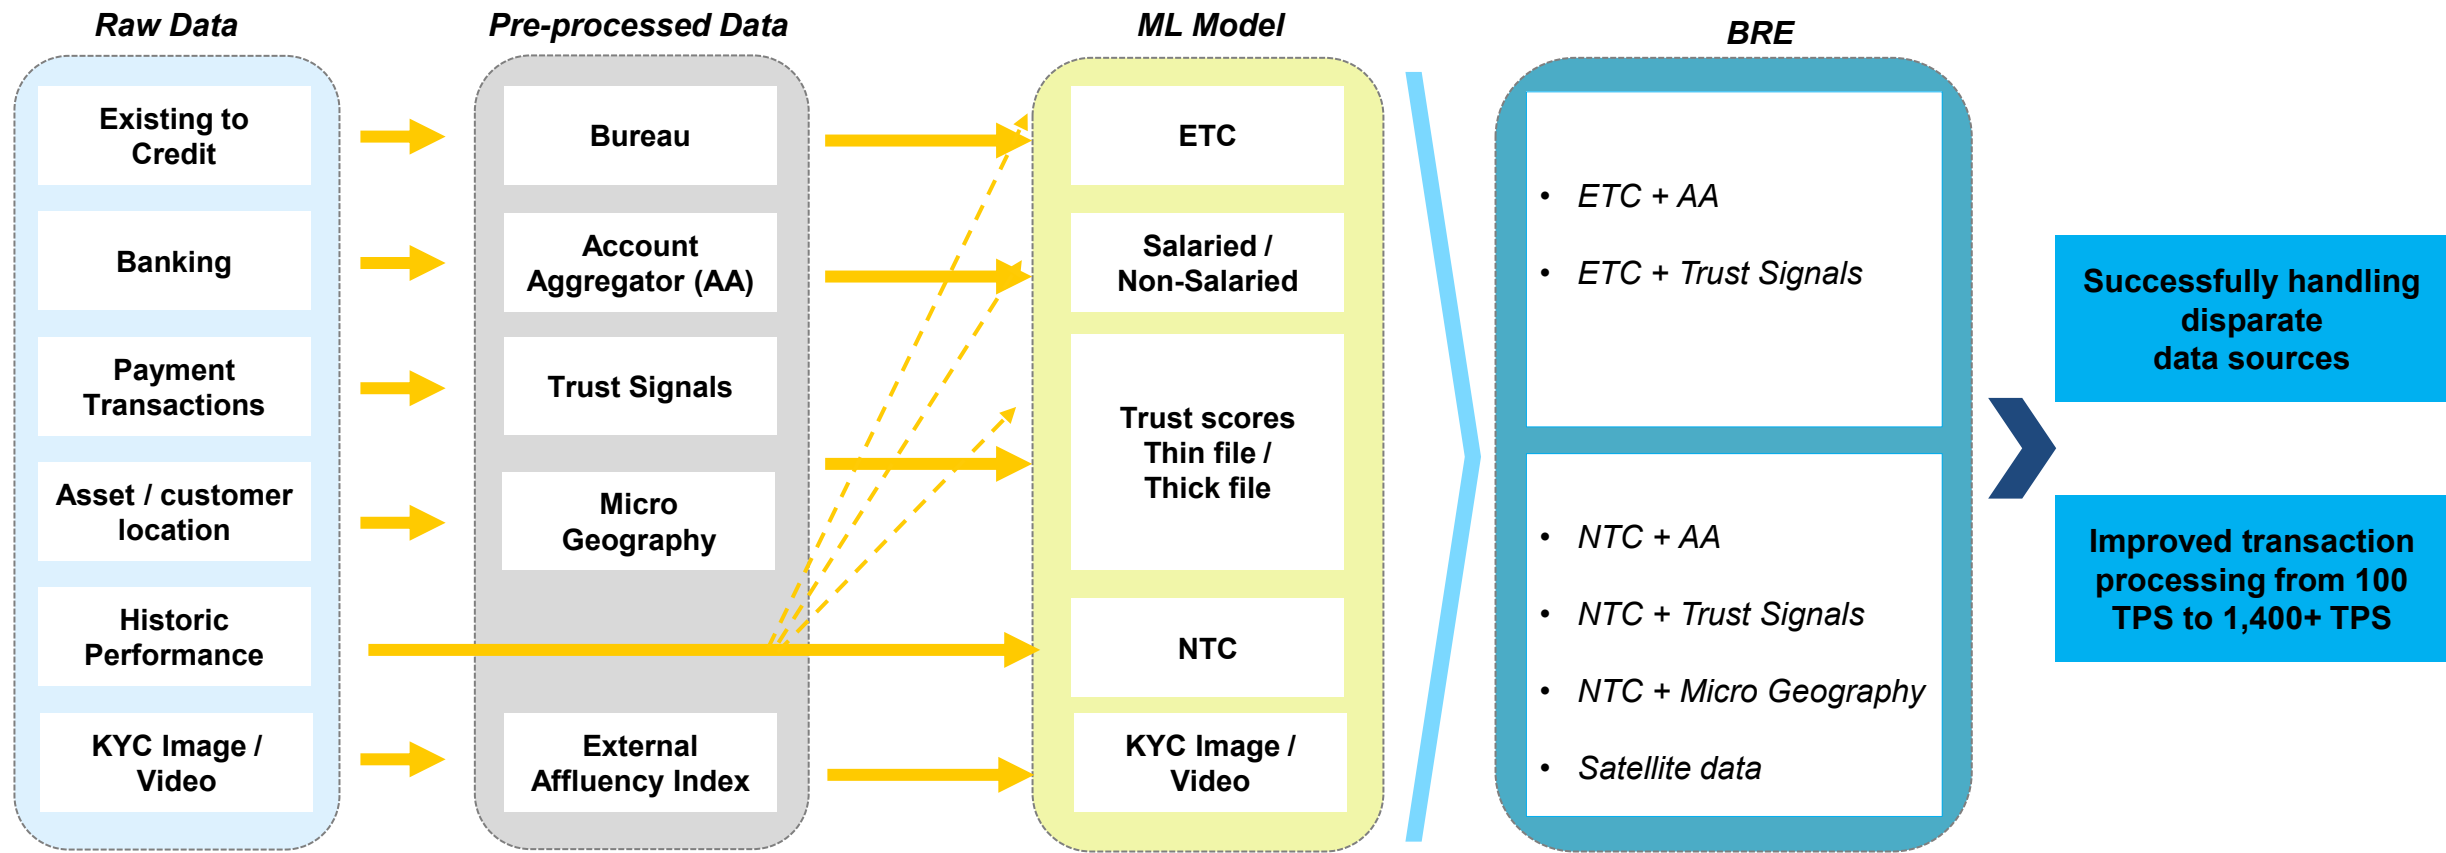 Raw Data
Existing to
Credit
Banking
Payment
Transactions
Asset / customer
location
Historic
Performance
KYC Image /
Video
Pre-processed Data
Bureau
Account
Aggregator (AA)
Trust Signals
Micro
Geography
External
Affluency Index
ML Model
ETC
Salaried /
Non-Salaried
Trust scores
Thin file /
Thick file
NTC
KYC Image /
Video
BRE
• ETC + AA
• ETC + Trust Signals
• NTC + AA
• NTC + Trust Signals
• NTC + Micro Geography
• Satellite data
Successfully handling
disparate
data sources
Improved transaction
processing from 100
TPS to 1,400+ TPS